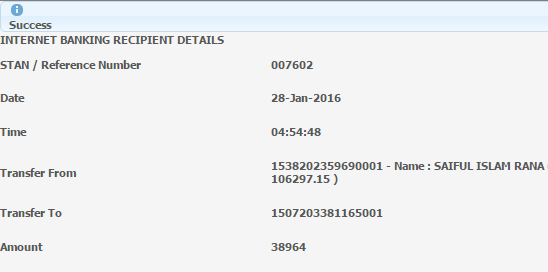 Success
INTERNET BANKING RECIPIENT DETAILS
STAN / Reference Number 007602
Date 28-Jan-2016
Time 04:54:48
Transfer From 1538202359690001 - Name : SAIFUL ISLAM RANA
106297.15 )
Transfer To 1507203381165001
Amount 38964